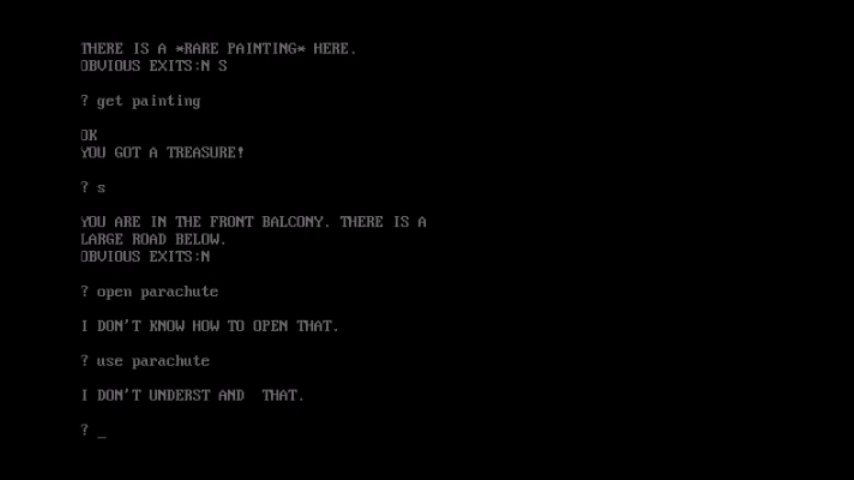 THERE IS A *RARE PAINTING* HERE.
OBVIOUS EXITS:N S
? get painting
OK
YOU GOT A TREASURE!
? s
YOU ARE IN THE FRONT BALCONY. THERE IS A
LARGE ROAD BELOW.
OBVIOUS EXITS:N
? open parachute
I DON'T KNOW HOW TO OPEN THAT.
? use parachute
I DON'T UNDERST AND  THAT.
? _